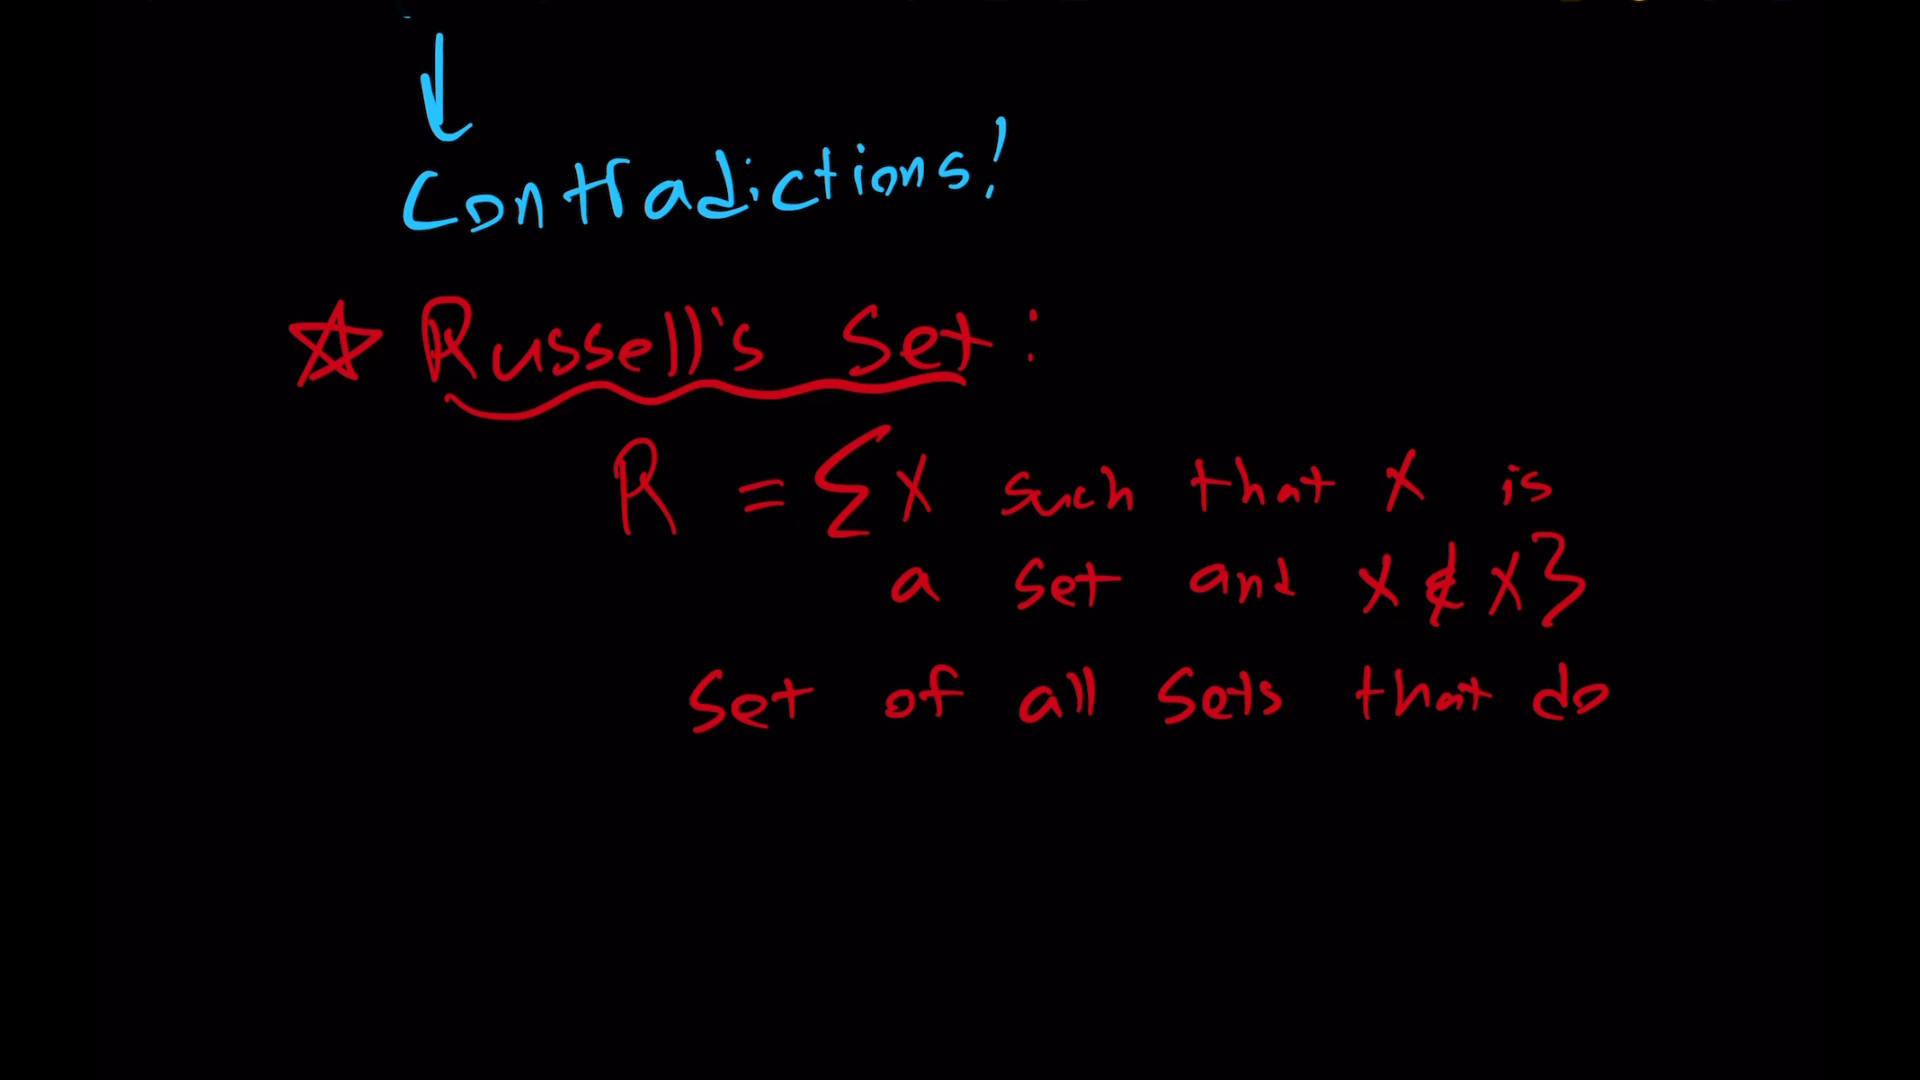 Contradictions!
Russell's Set:
R = {X such that X is
a set and X ∉ X}
Set of all Sets that do